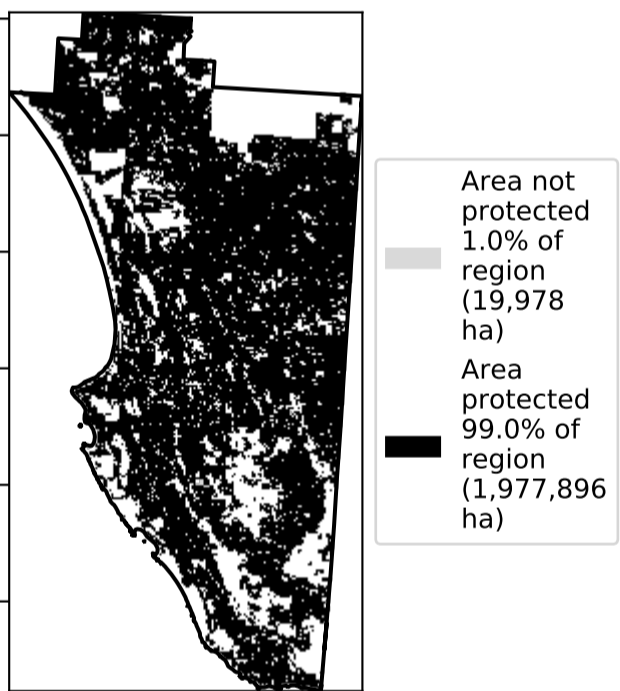 Area not
protected
1.0% of
region
(19,978
ha)
Area
protected
99.0% of
region
(1,977,896
ha)